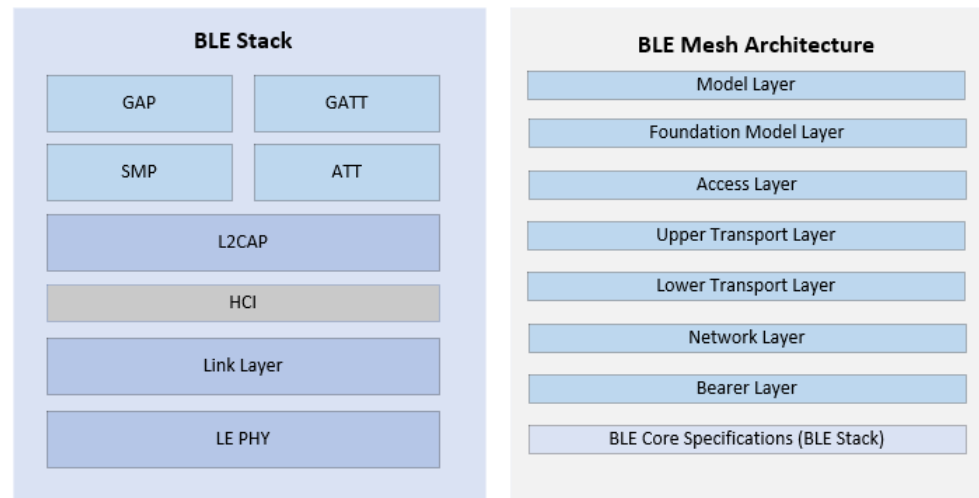 BLE Stack
GAP
GATT
SMP
ATT
L2CAP
HCI
Link Layer
LE PHY
BLE Mesh Architecture
Model Layer
Foundation Model Layer
Access Layer
Upper Transport Layer
Lower Transport Layer
Network Layer
Bearer Layer
BLE Core Specifications (BLE Stack)